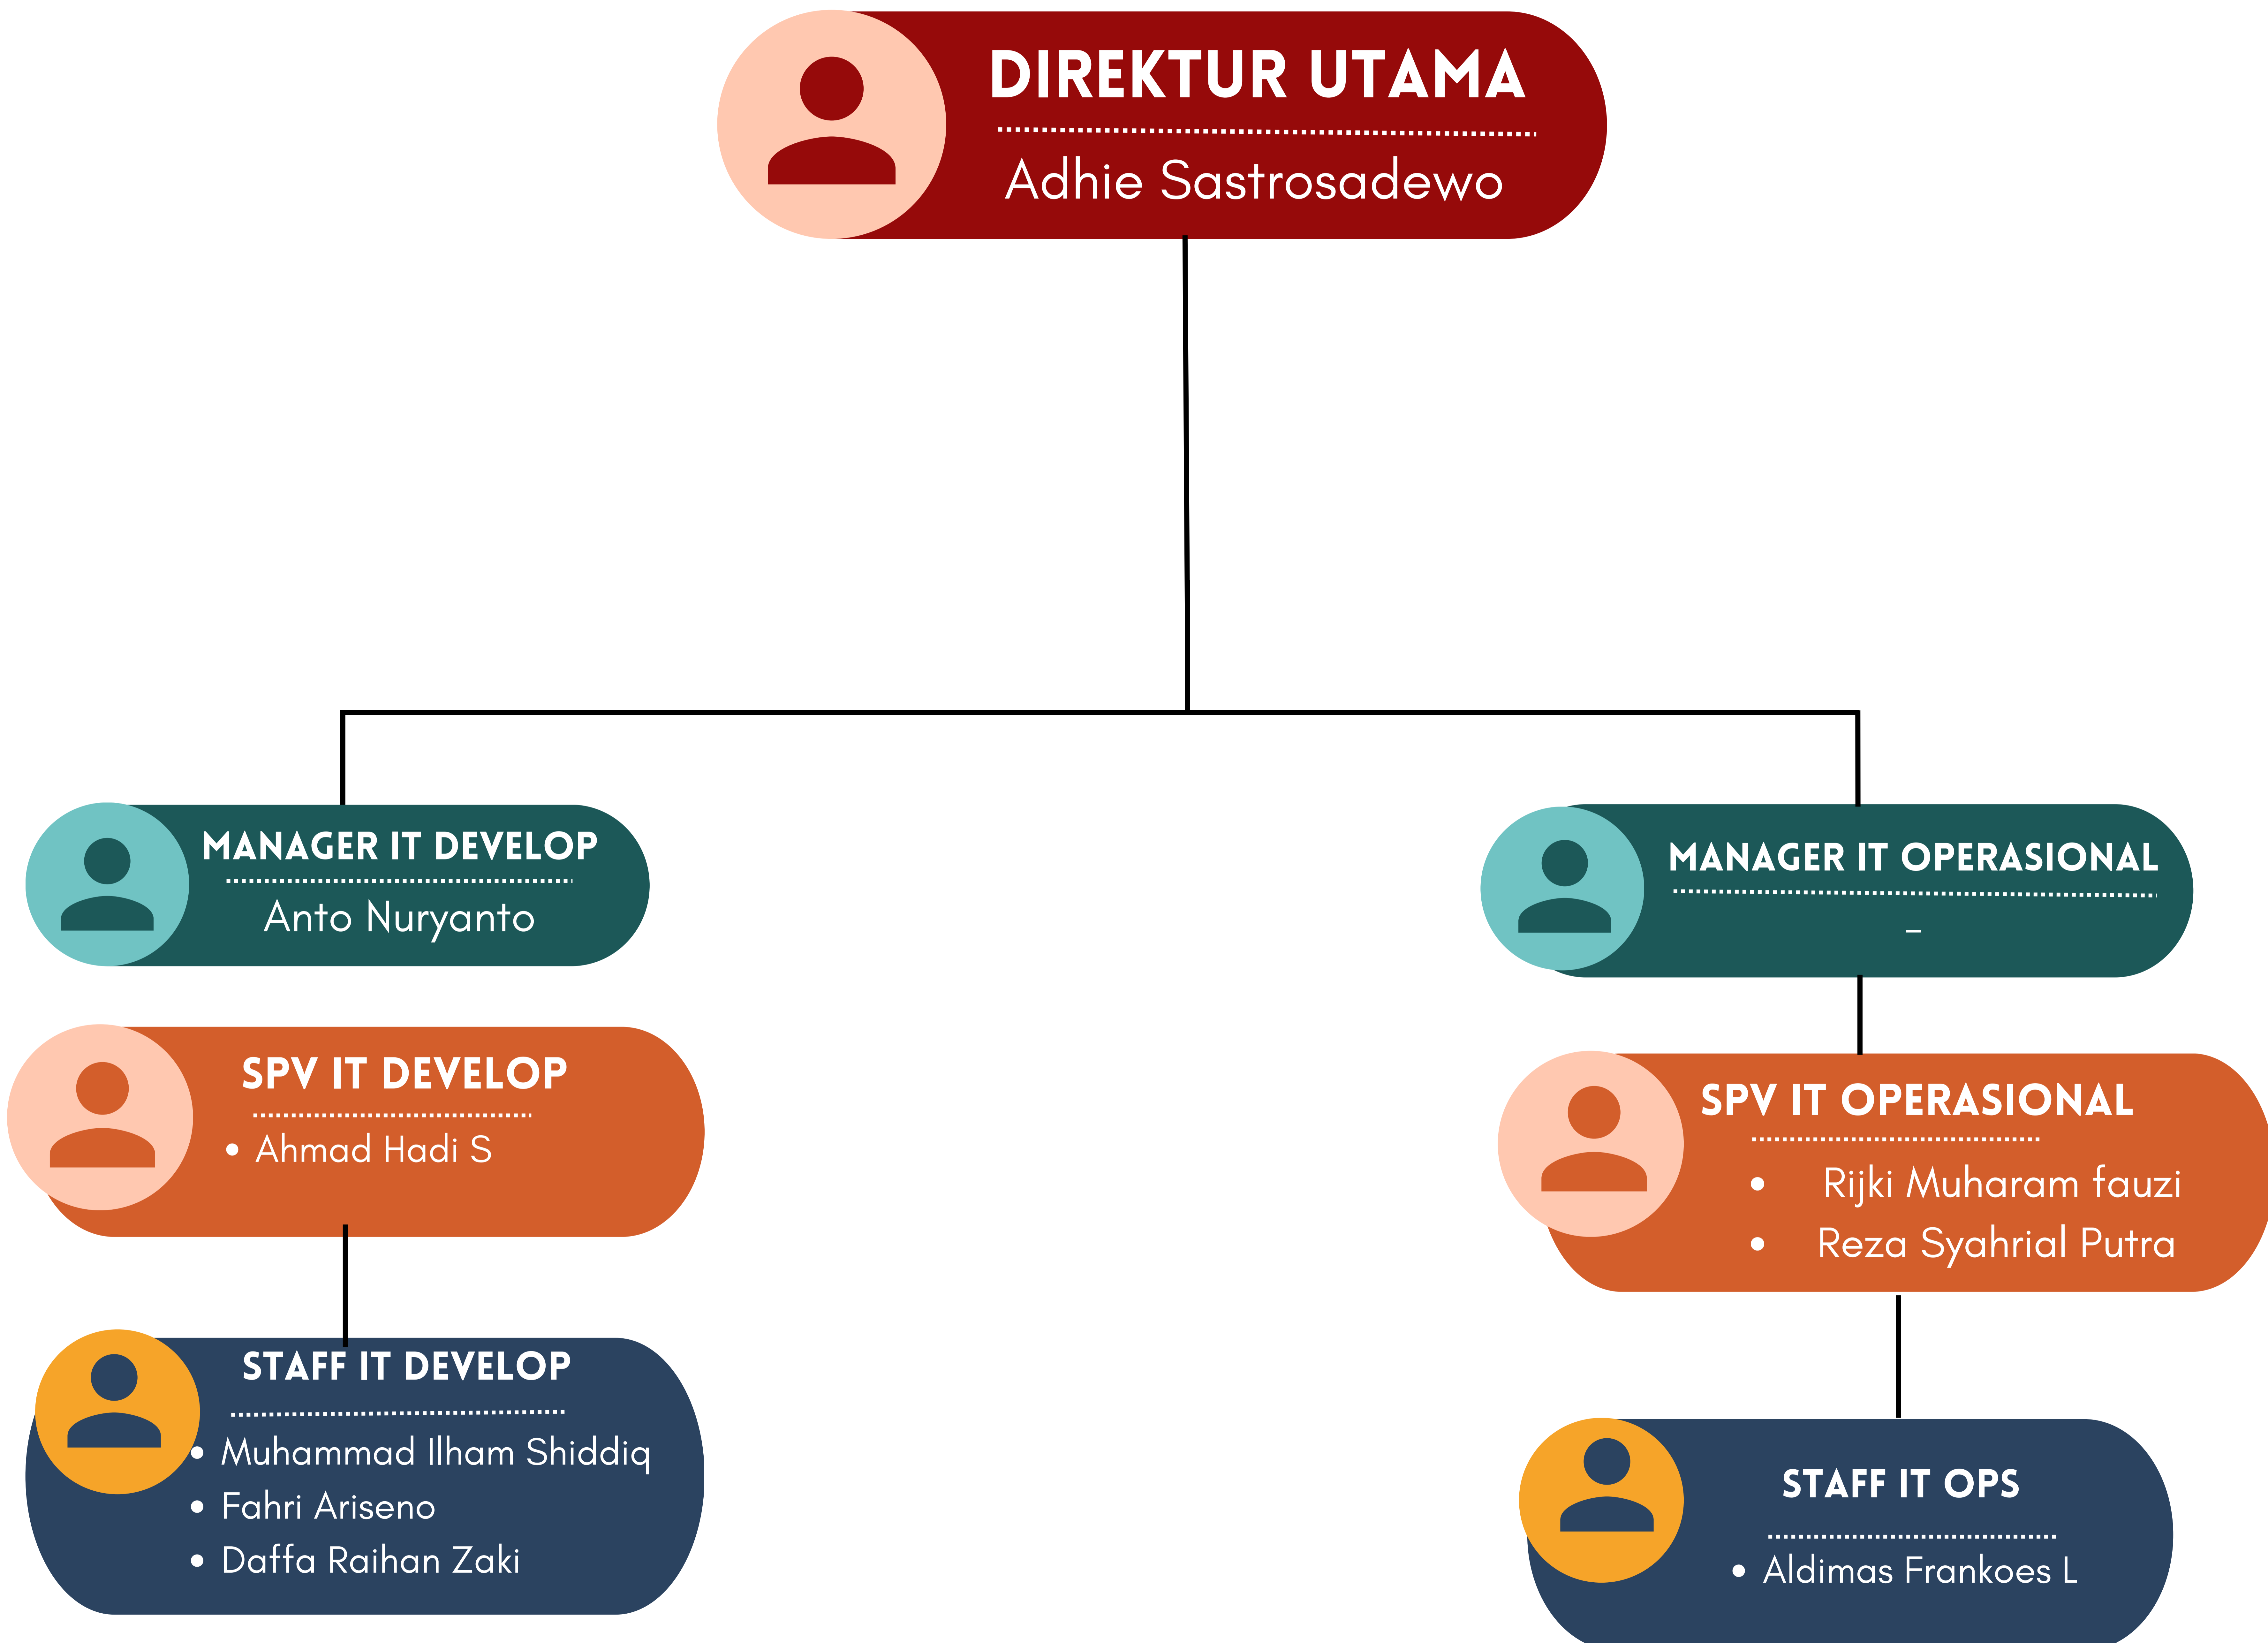 DIREKTUR UTAMA
Adhie Sastrosadewo
MANAGER IT DEVELOP
Anto Nuryanto
SPV IT DEVELOP
• Ahmad Hadi S
STAFF IT DEVELOP
• Muhammad Ilham Shiddiq
• Fahri Ariseno
• Daffa Raihan Zaki
MANAGER IT OPERASIONAL
-
SPV IT OPERASIONAL
• Rijki Muharam fauzi
• Reza Syahrial Putra
STAFF IT OPS
• Aldimas Frankoes L